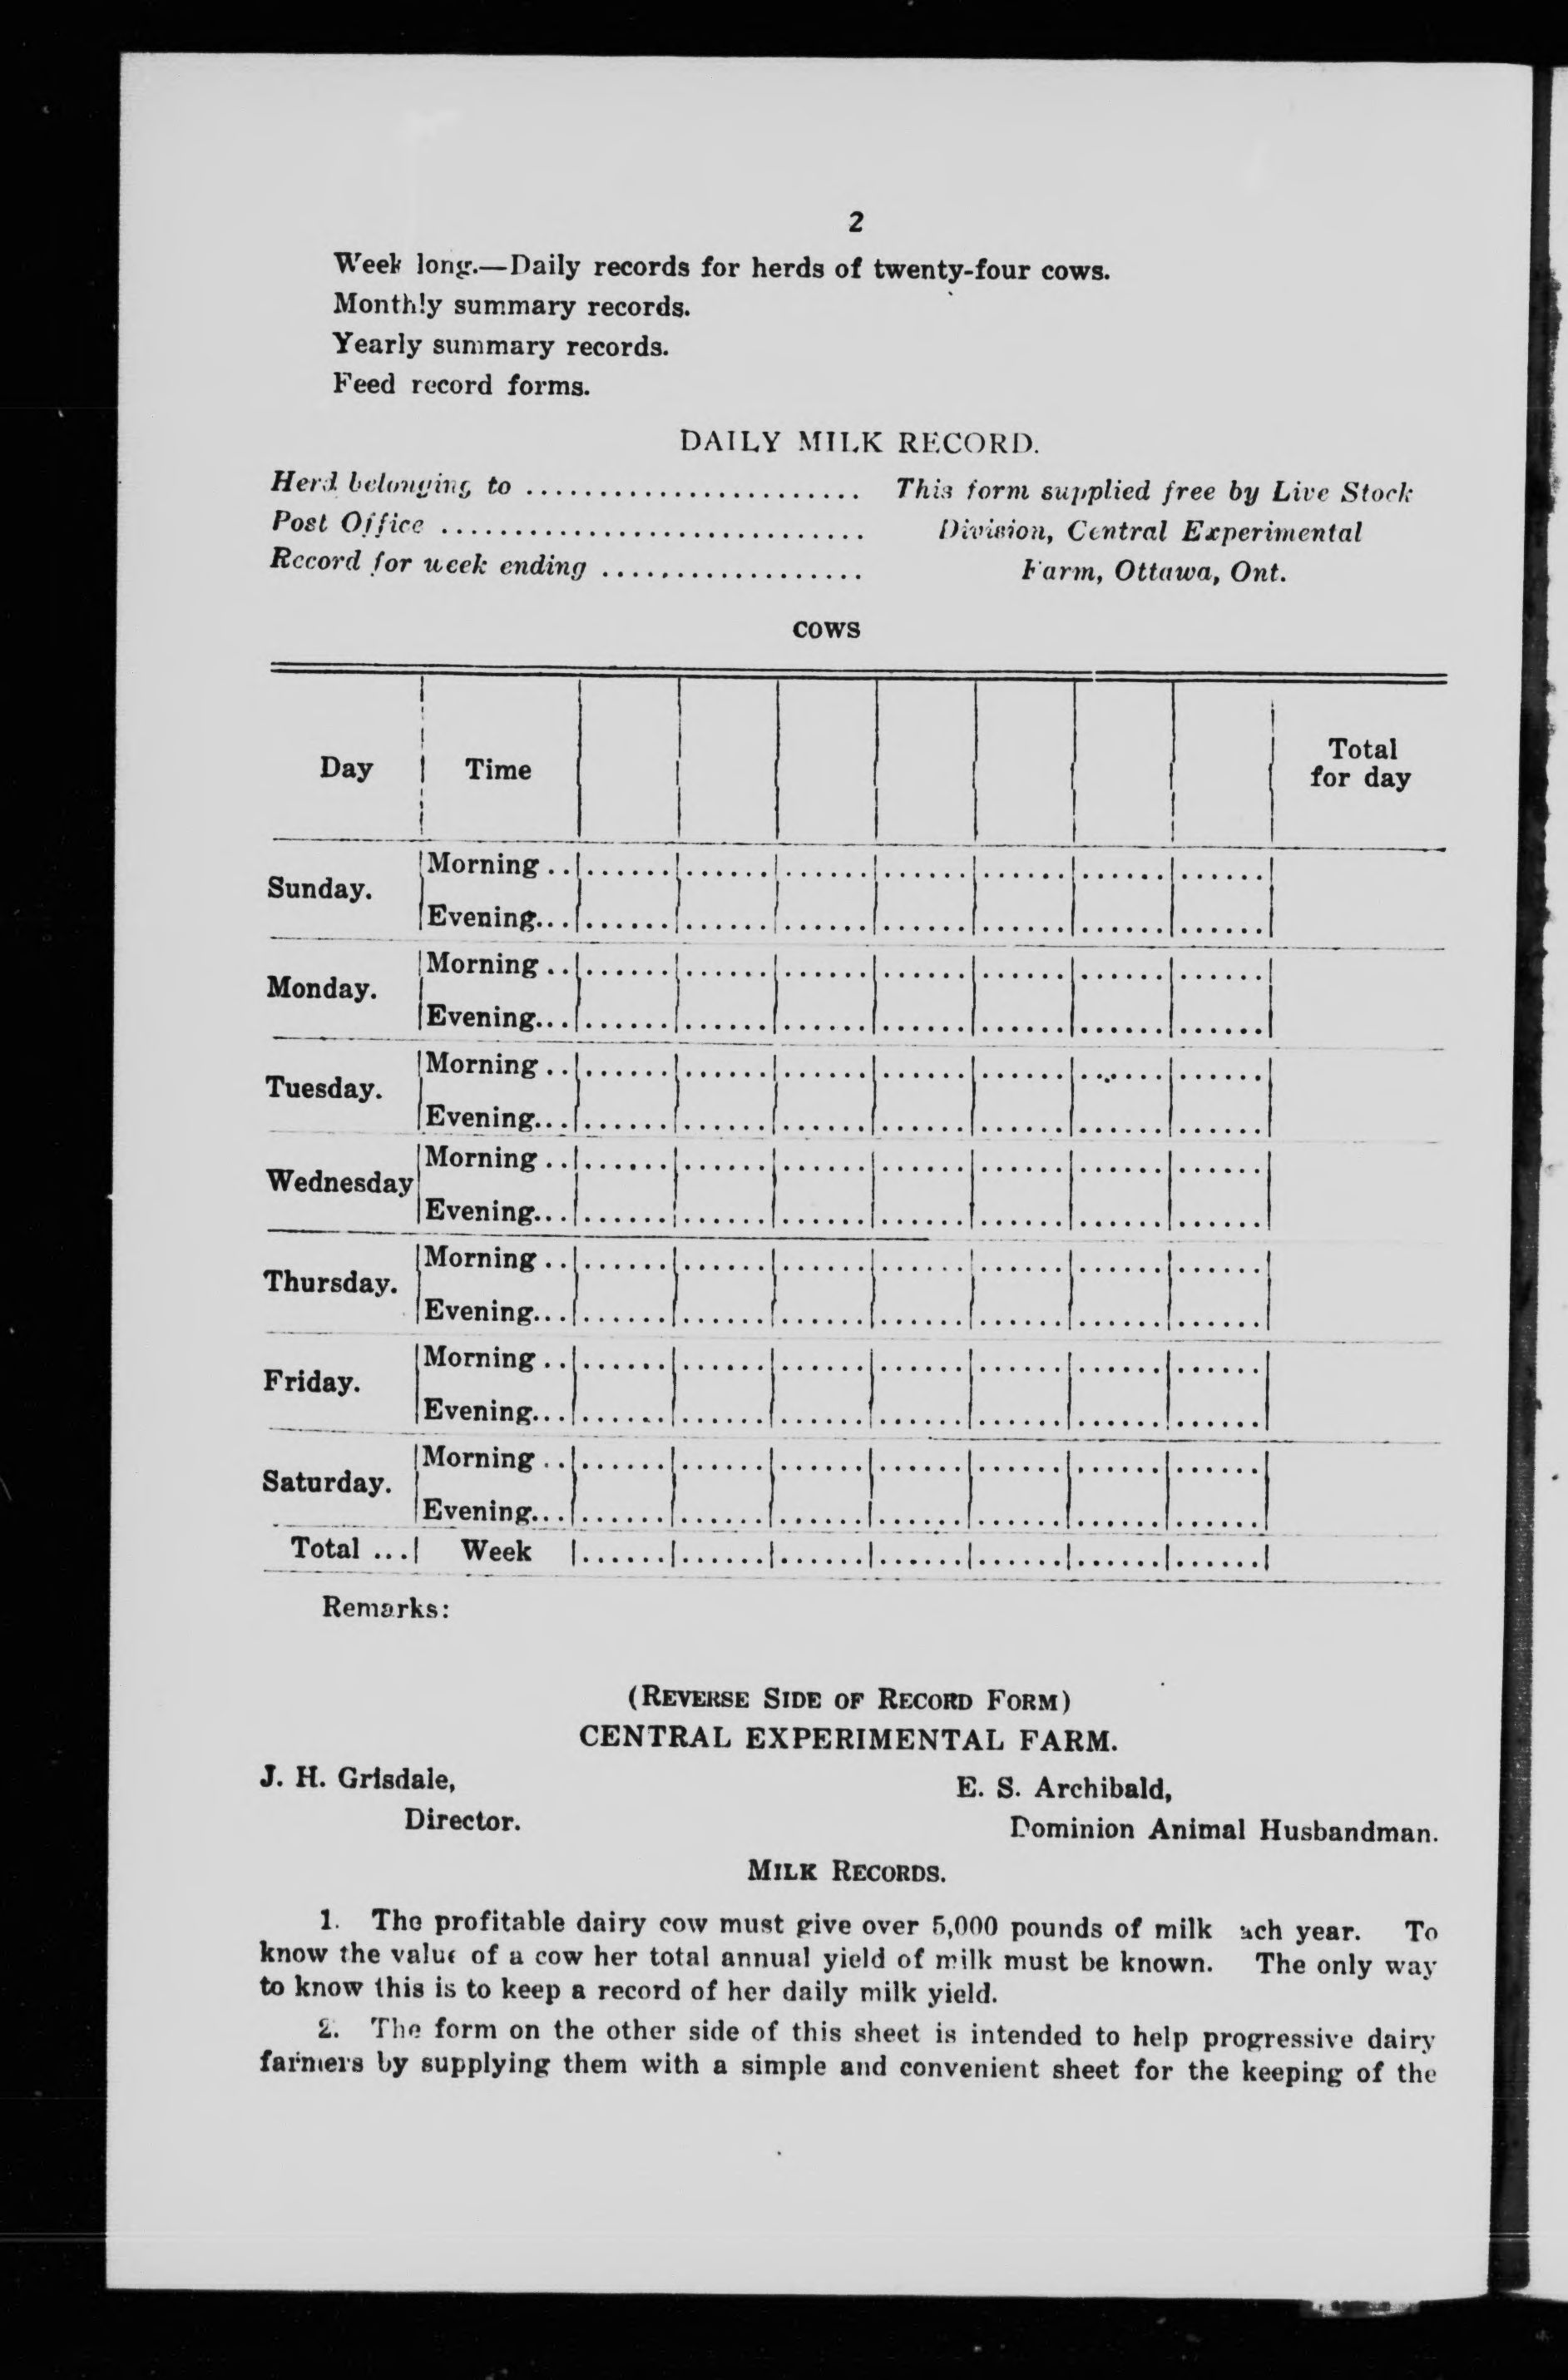 2
Week long.—Daily records for herds of twenty-four cows.
Monthly summary records.
Yearly summary records.
Feed record forms.
DAILY MILK RECORD.
Herd belonging to ....................... This form supplied free by Live Stock
Post Office ............................. Division, Central Experimental
Record for week ending .................. Farm, Ottawa, Ont.
COWS
Day Time Total
for day
Sunday. Morning ..
Evening...
Monday. Morning ..
Evening...
Tuesday. Morning ..
Evening...
Wednesday Morning ..
Evening...
Thursday. Morning ..
Evening...
Friday. Morning ..
Evening...
Saturday. Morning ..
Evening...
Total ... Week
Remarks:
(REVERSE SIDE OF RECORD FORM)
CENTRAL EXPERIMENTAL FARM.
J. H. Grisdale, E. S. Archibald,
Director. Dominion Animal Husbandman.
MILK RECORDS.
1. The profitable dairy cow must give over 5,000 pounds of milk ach year. To
know the value of a cow her total annual yield of milk must be known. The only way
to know this is to keep a record of her daily milk yield.
2. The form on the other side of this sheet is intended to help progressive dairy
farmers by supplying them with a simple and convenient sheet for the keeping of the